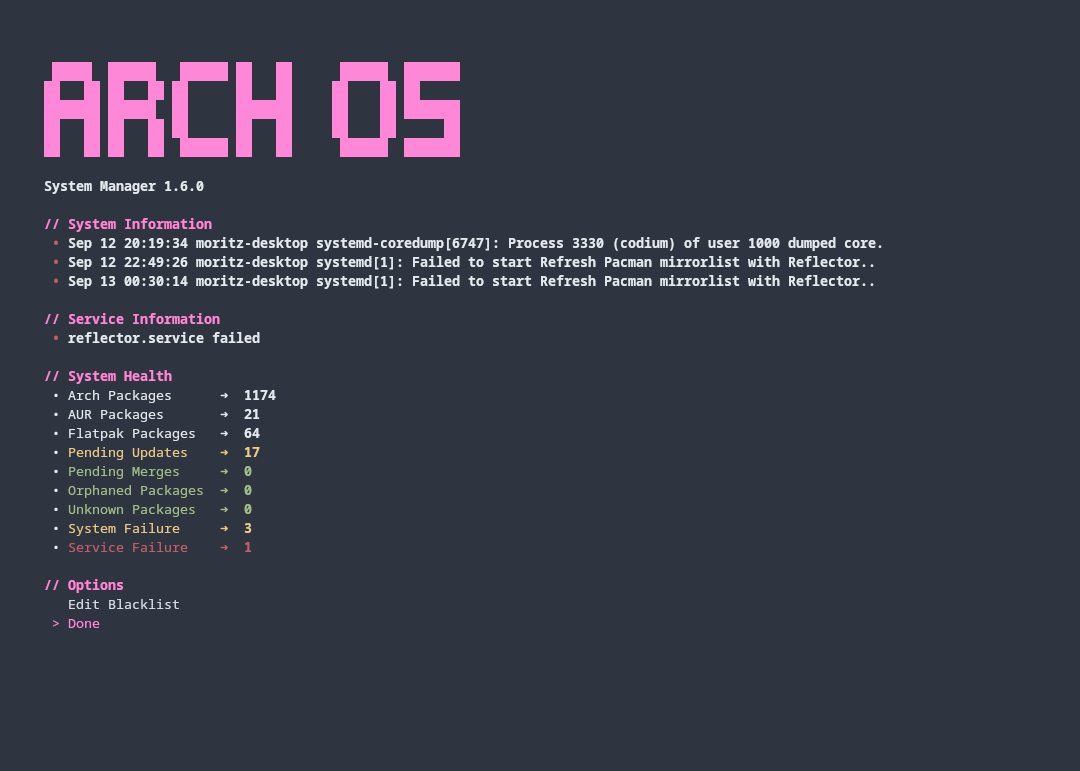 ARCH OS
System Manager 1.6.0
// System Information
• Sep 12 20:19:34 moritz-desktop systemd-coredump[6747]: Process 3330 (codium) of user 1000 dumped core.
• Sep 12 22:49:26 moritz-desktop systemd[1]: Failed to start Refresh Pacman mirrorlist with Reflector..
• Sep 13 00:30:14 moritz-desktop systemd[1]: Failed to start Refresh Pacman mirrorlist with Reflector..
// Service Information
• reflector.service failed
// System Health
• Arch Packages ➜ 1174
• AUR Packages ➜ 21
• Flatpak Packages ➜ 64
• Pending Updates ➜ 17
• Pending Merges ➜ 0
• Orphaned Packages ➜ 0
• Unknown Packages ➜ 0
• System Failure ➜ 3
• Service Failure ➜ 1
// Options
Edit Blacklist
> Done